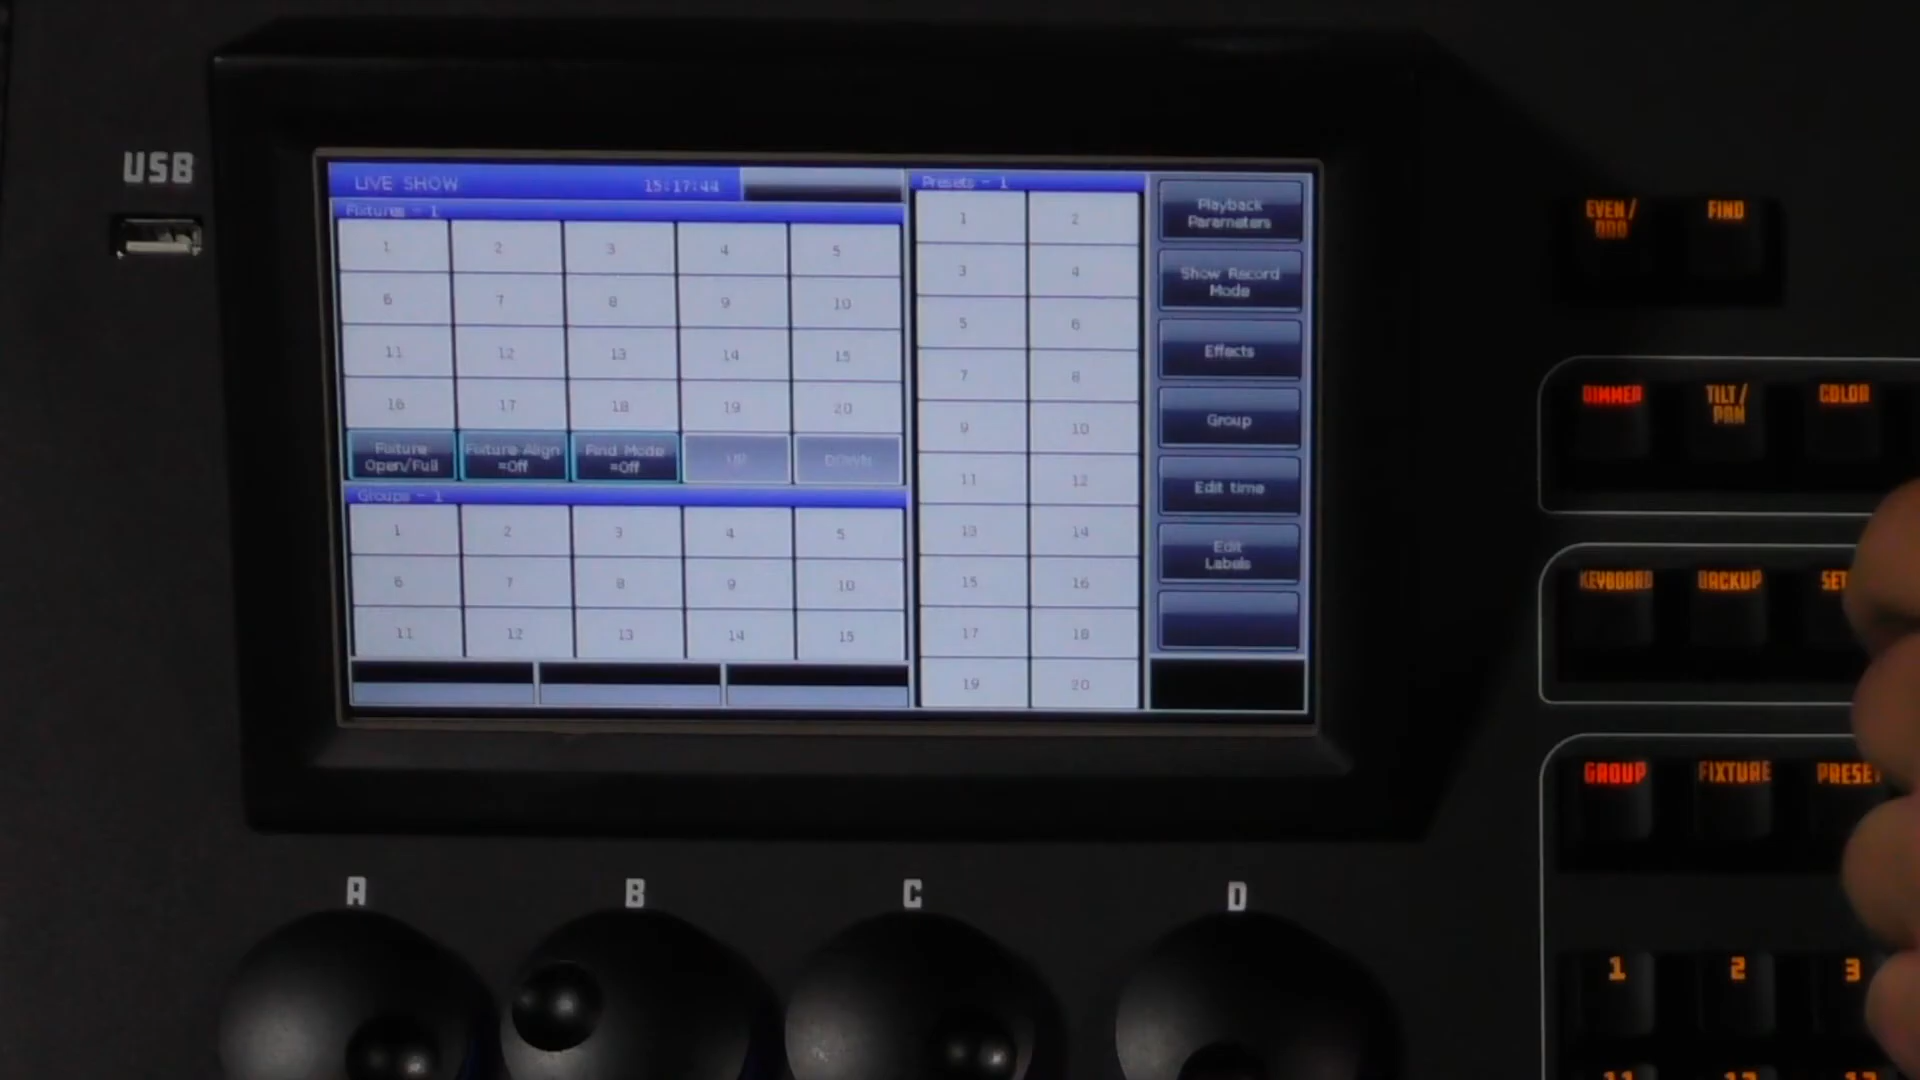 USB
LIVE SHOW 15:17:44
Fixtures - 1
1 2 3 4 5
6 7 8 9 10
11 12 13 14 15
16 17 18 19 20
Fixture Open/Full
Fixture Align =Off
Find Mode =Off
UP
DOWN
Groups - 1
1 2 3 4 5
6 7 8 9 10
11 12 13 14 15
Presets - 1
1 2
3 4
5 6
7 8
9 10
11 12
13 14
15 16
17 18
19 20
Playback
Parameters
Show Record
Mode
Effects
Group
Edit time
Edit
Labels
EVEN/
ODD
FIND
DIMMER
TILT/
PAN
COLOR
KEYBOARD
BACKUP
SET
GROUP
FIXTURE
PRESE
1 2 3
A B C D